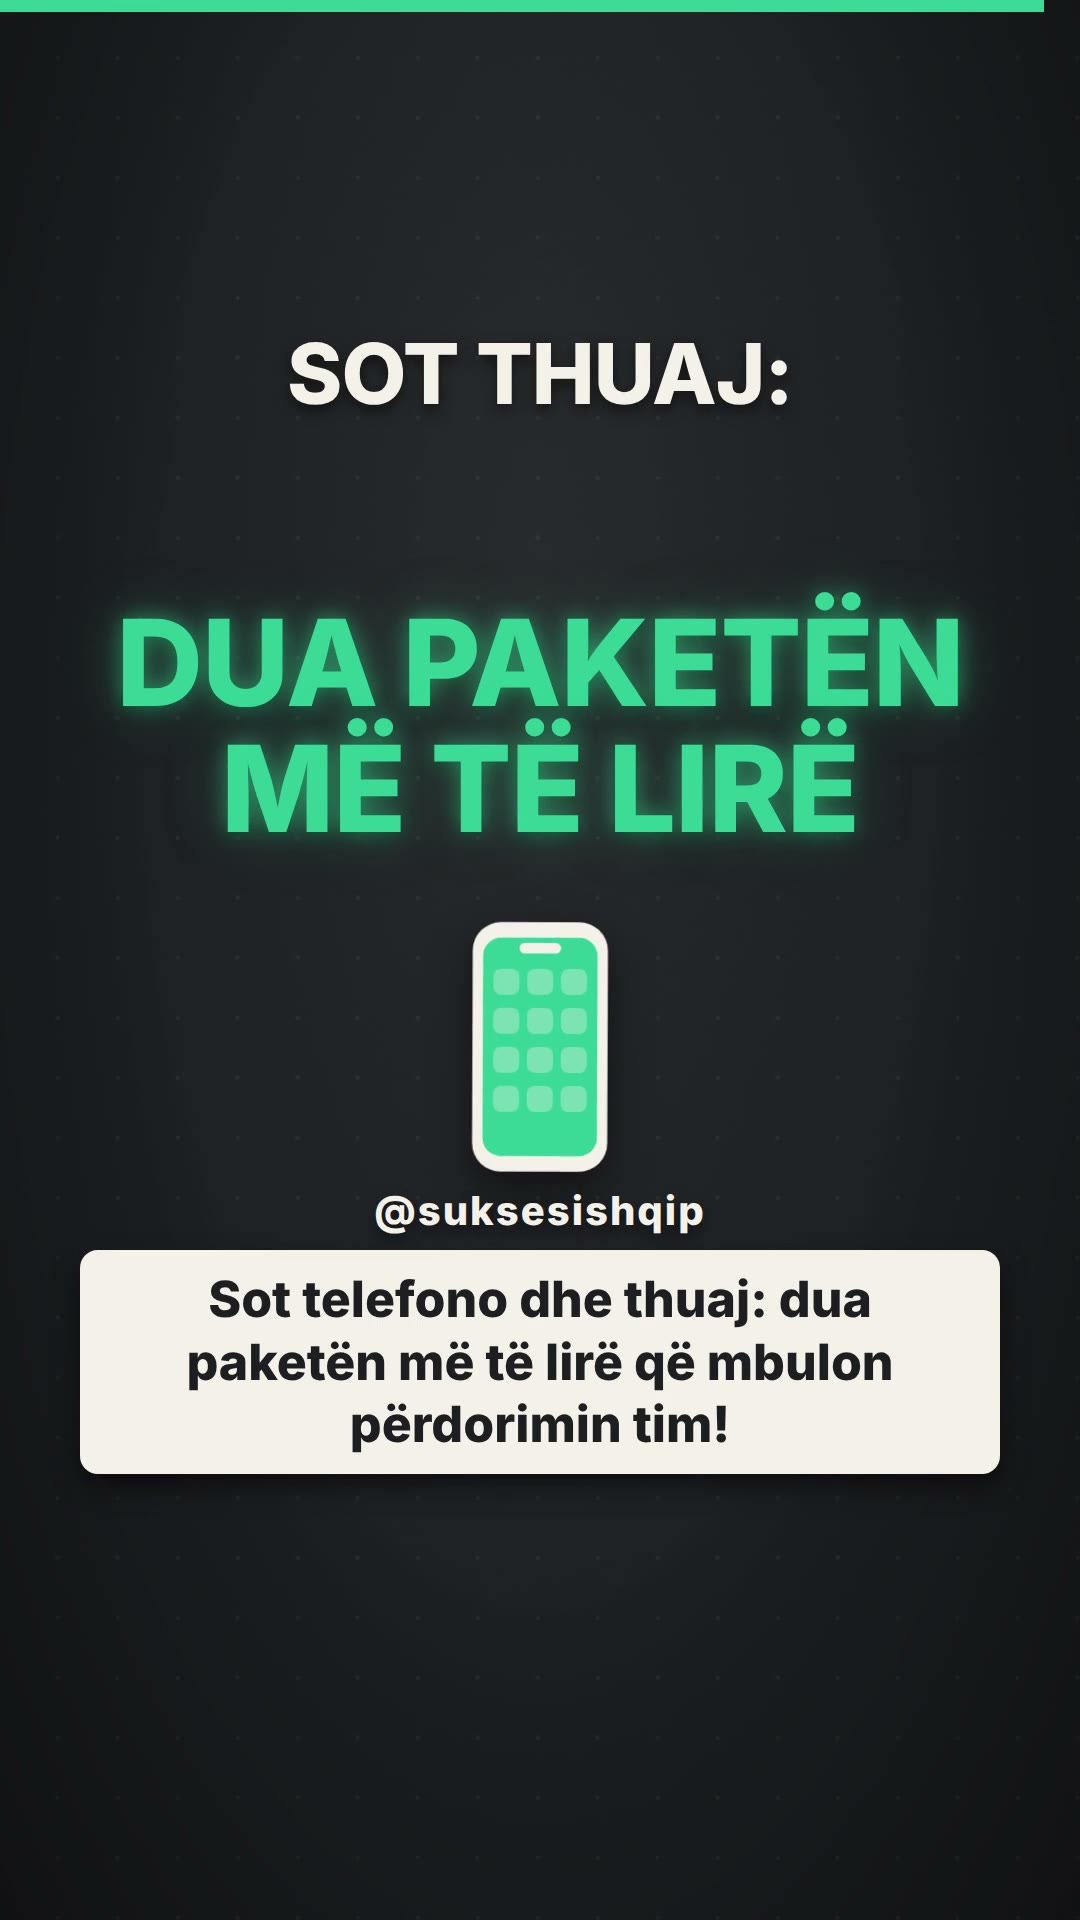 SOT THUAJ:
DUA PAKETËN
MË TË LIRË
@suksesishqip
Sot telefono dhe thuaj: dua
paketën më të lirë që mbulon
përdorimin tim!